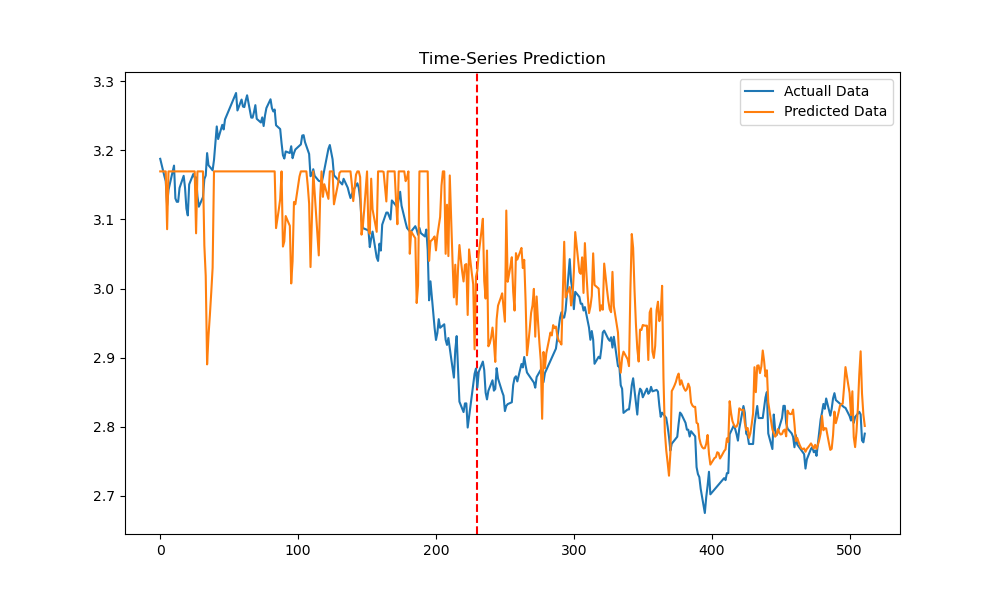 Time-Series Prediction
Actuall Data
Predicted Data
3.3
3.2
3.1
3.0
2.9
2.8
2.7
0 100 200 300 400 500